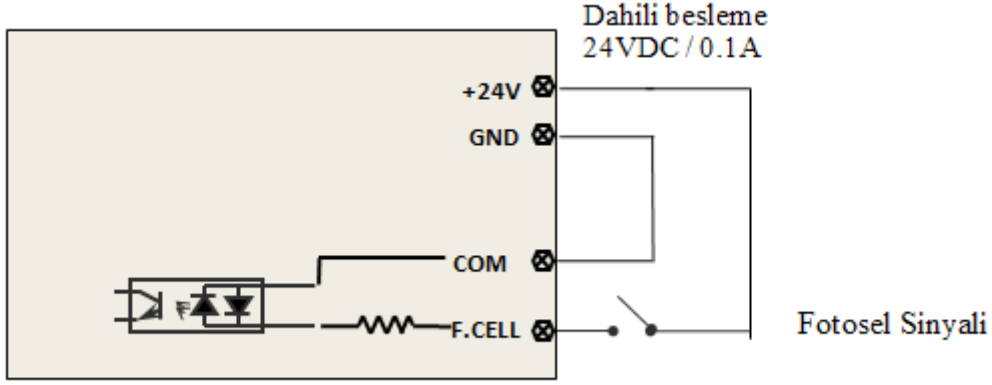 Dahili besleme
24VDC / 0.1A
+24V
GND
COM
F.CELL
Fotosel Sinyali